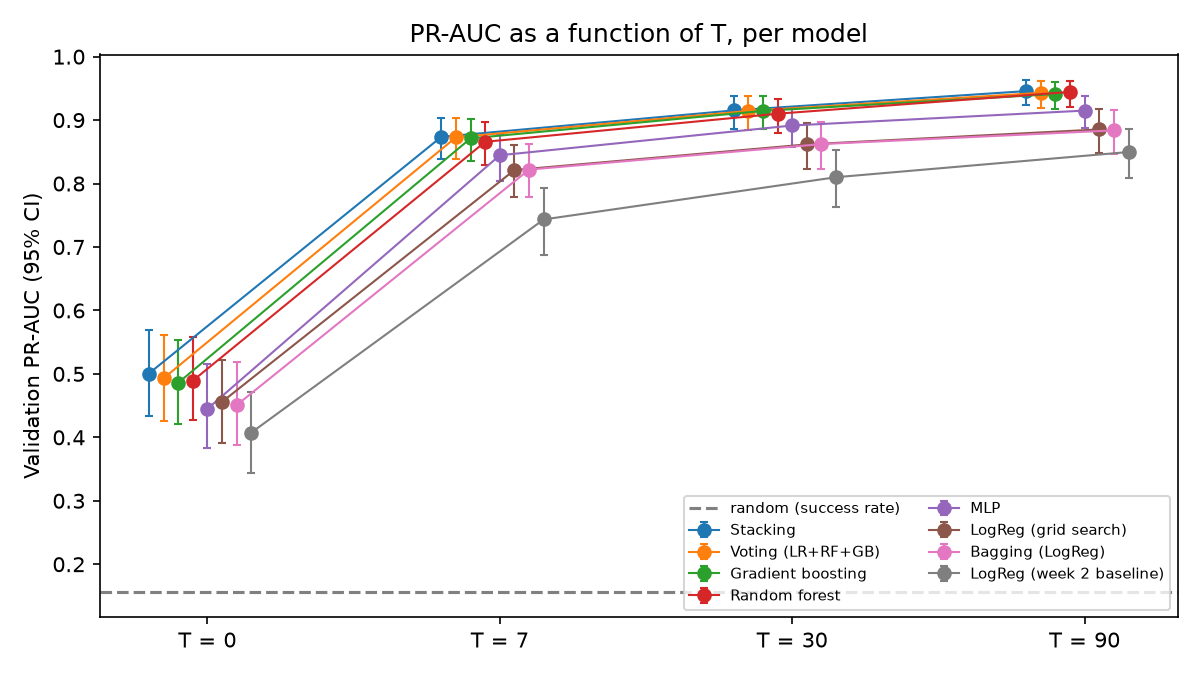 PR-AUC as a function of T, per model
Validation PR-AUC (95% CI)
1.0
0.9
0.8
0.7
0.6
0.5
0.4
0.3
0.2
T = 0
T = 7
T = 30
T = 90
random (success rate)
Stacking
Voting (LR+RF+GB)
Gradient boosting
Random forest
MLP
LogReg (grid search)
Bagging (LogReg)
LogReg (week 2 baseline)